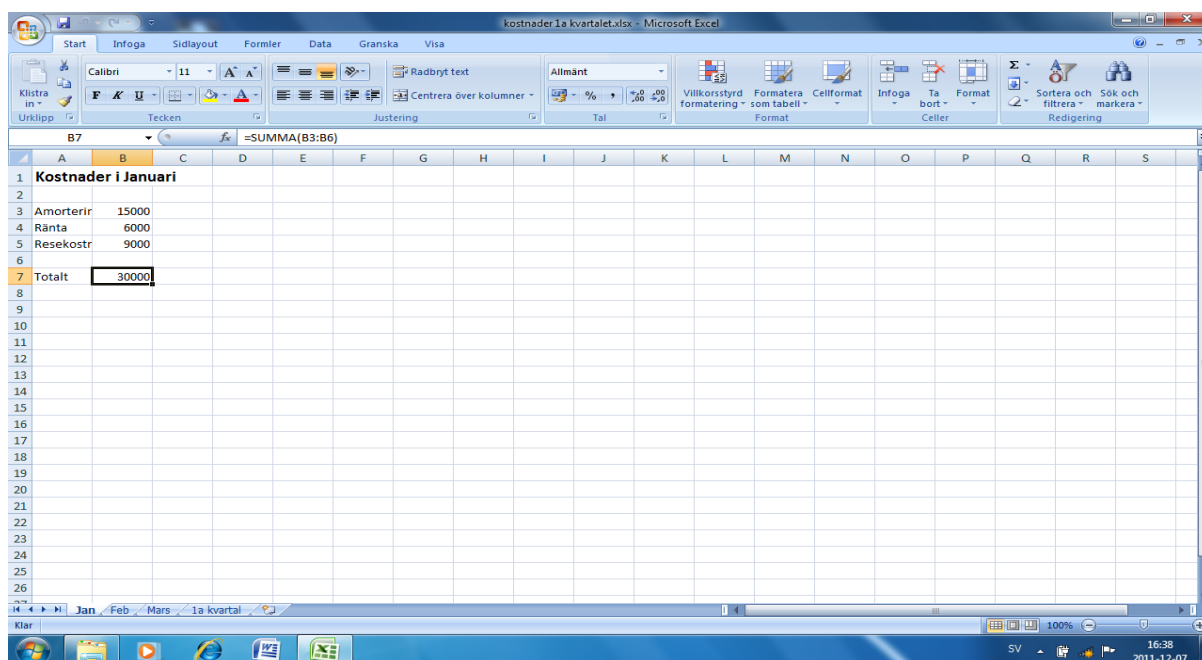 kostnader 1a kvartalet.xlsx - Microsoft Excel
Start Infoga Sidlayout Formler Data Granska Visa
Klistra in
Urklipp
Calibri 11
F K U
Tecken
Radbryt text
Centrera över kolumner
Justering
Allmänt
% ,00
Tal
Villkorsstyrd formatering
Formatera som tabell
Cellformat
Format
Infoga
Ta bort
Format
Celler
Σ
Sortera och filtrera
Sök och markera
Redigering
B7 fx =SUMMA(B3:B6)
A B C D E F G H I J K L M N O P Q R S
1 Kostnader i Januari
2
3 Amorterir 15000
4 Ränta 6000
5 Resekostr 9000
6
7 Totalt 30000
8
9
10
11
12
13
14
15
16
17
18
19
20
21
22
23
24
25
26
Jan Feb Mars 1a kvartal
Klar 100%
SV 16:38
2011-12-07